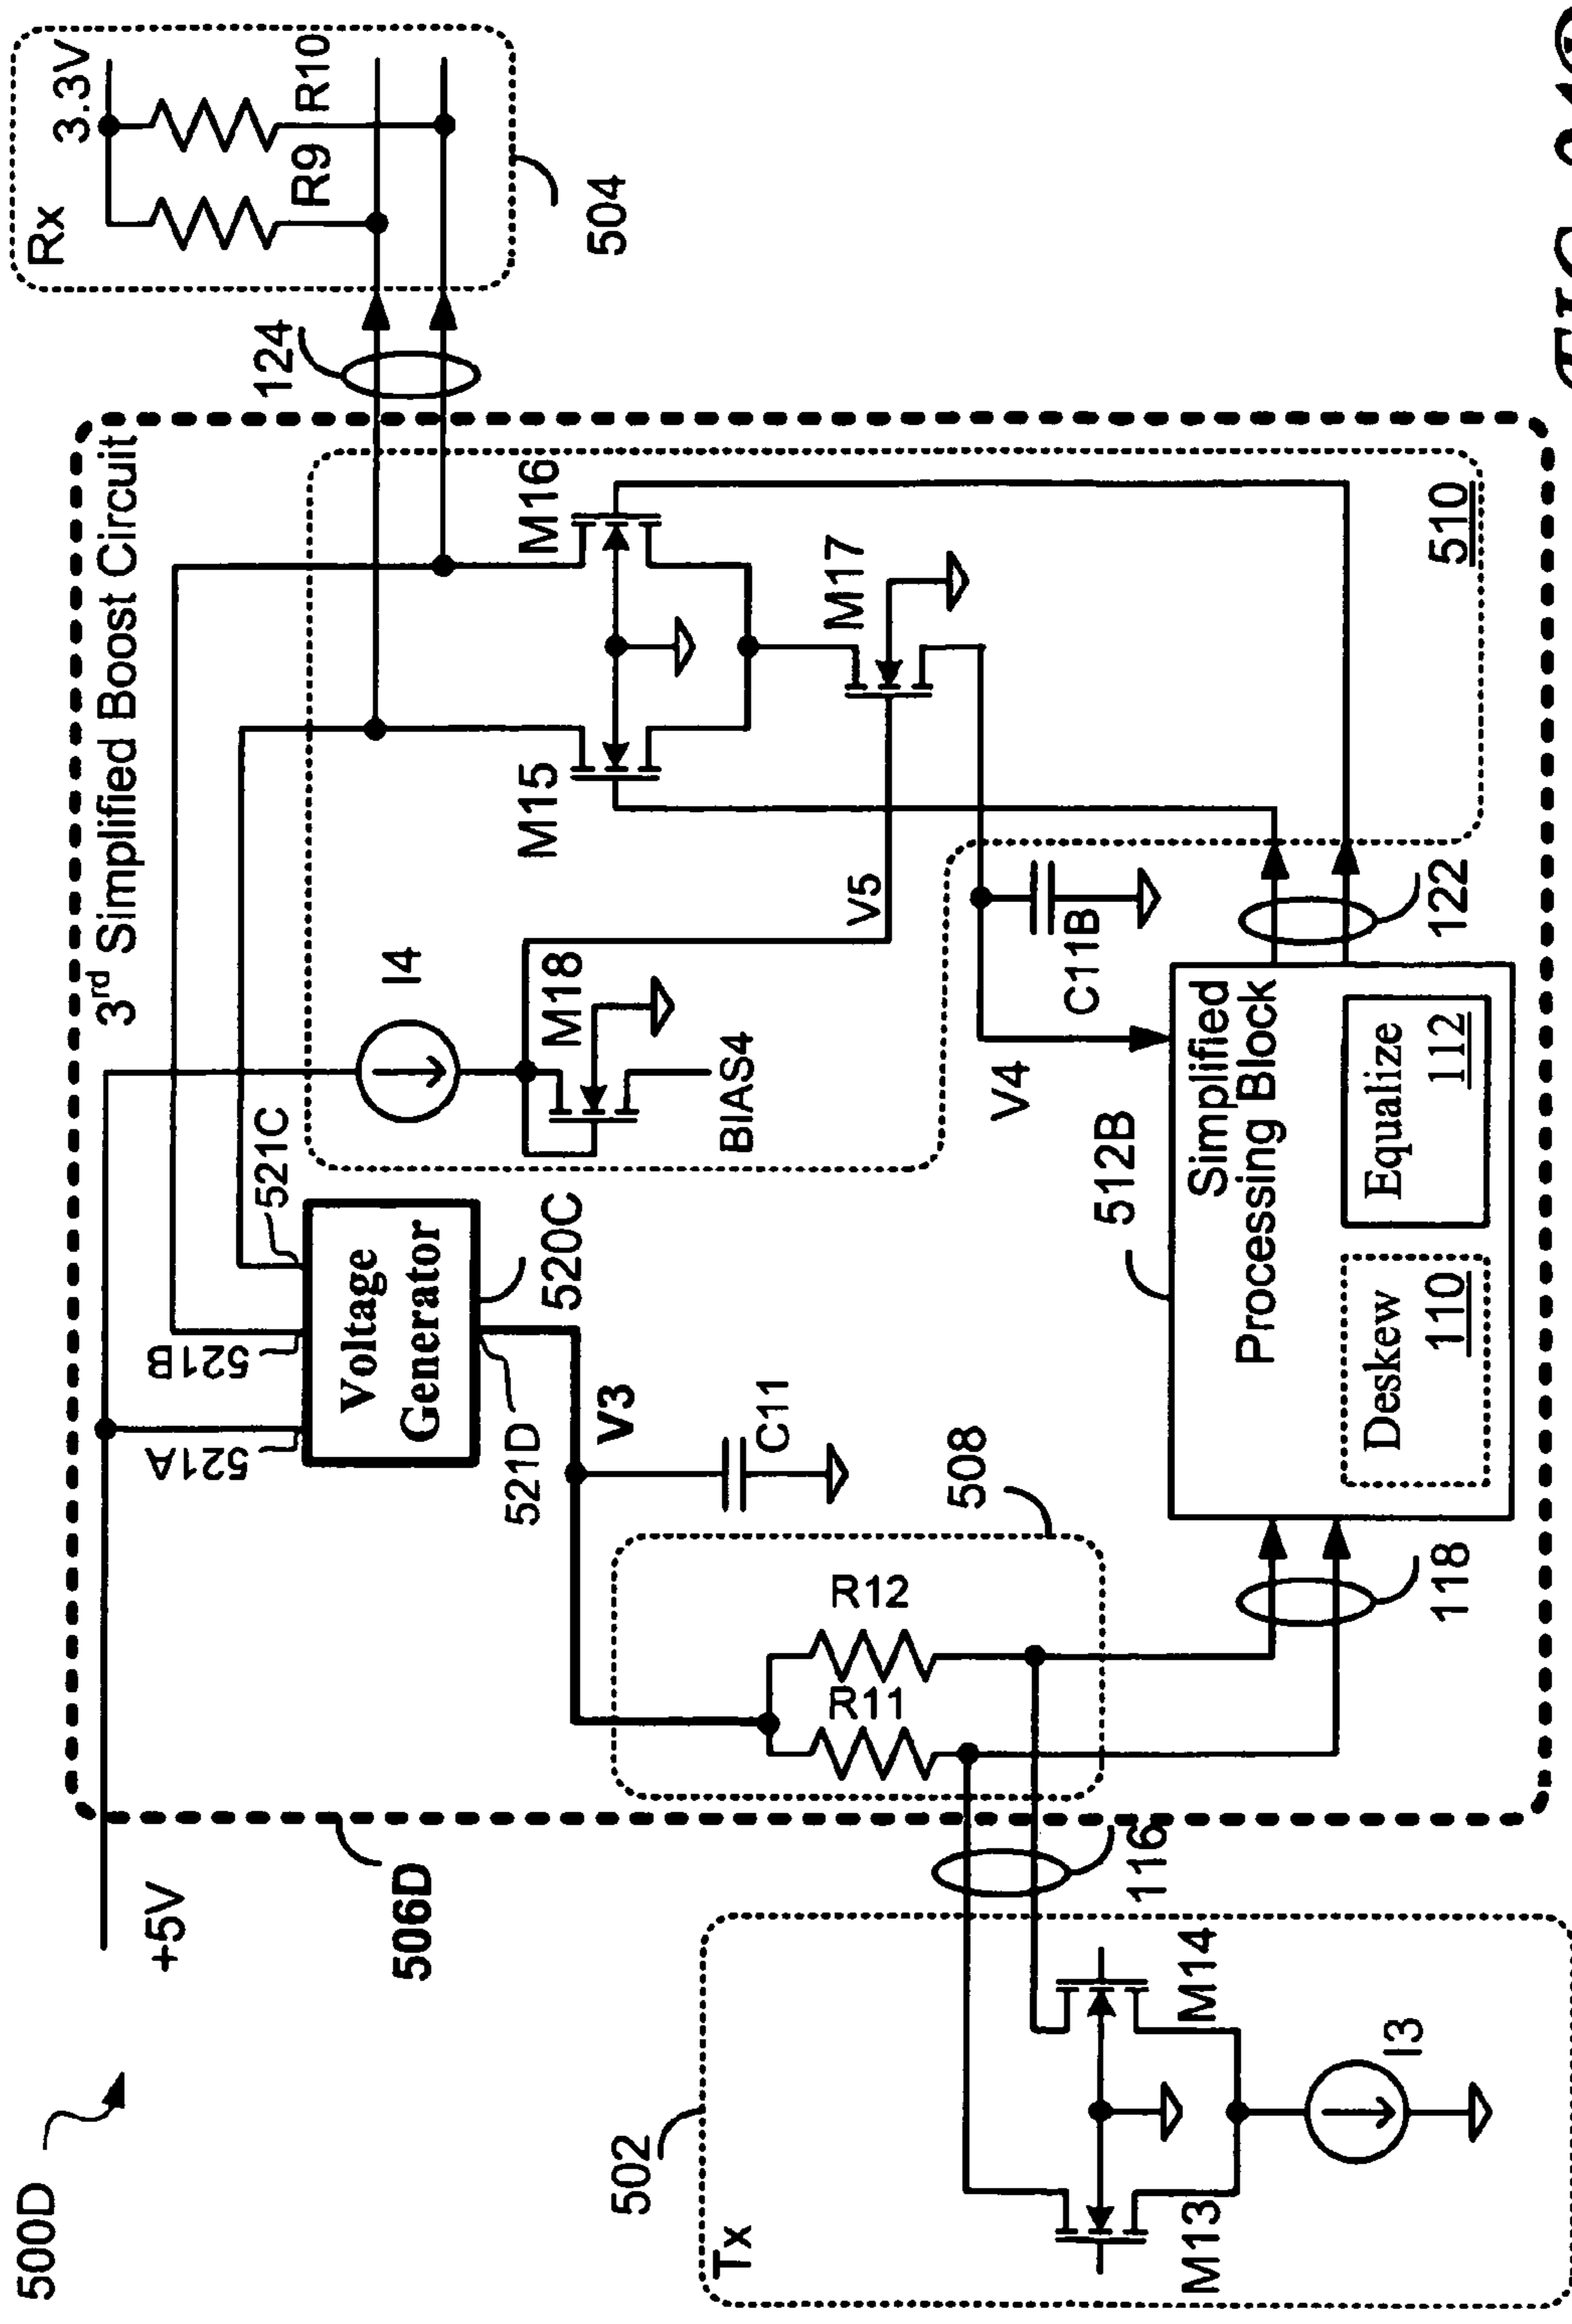 500D
+5V
506D
3rd Simplified Boost Circuit
521A
521B
521C
Voltage
Generator
520C
521D
V3
C11
I4
M18
BIAS4
V5
M15
M16
M17
510
124
Rx
3.3V
R9
R10
504
508
R11
R12
V4
C11B
512B
Simplified
Processing Block
Deskew
110
Equalize
112
122
118
116
502
Tx
M13
M14
I3